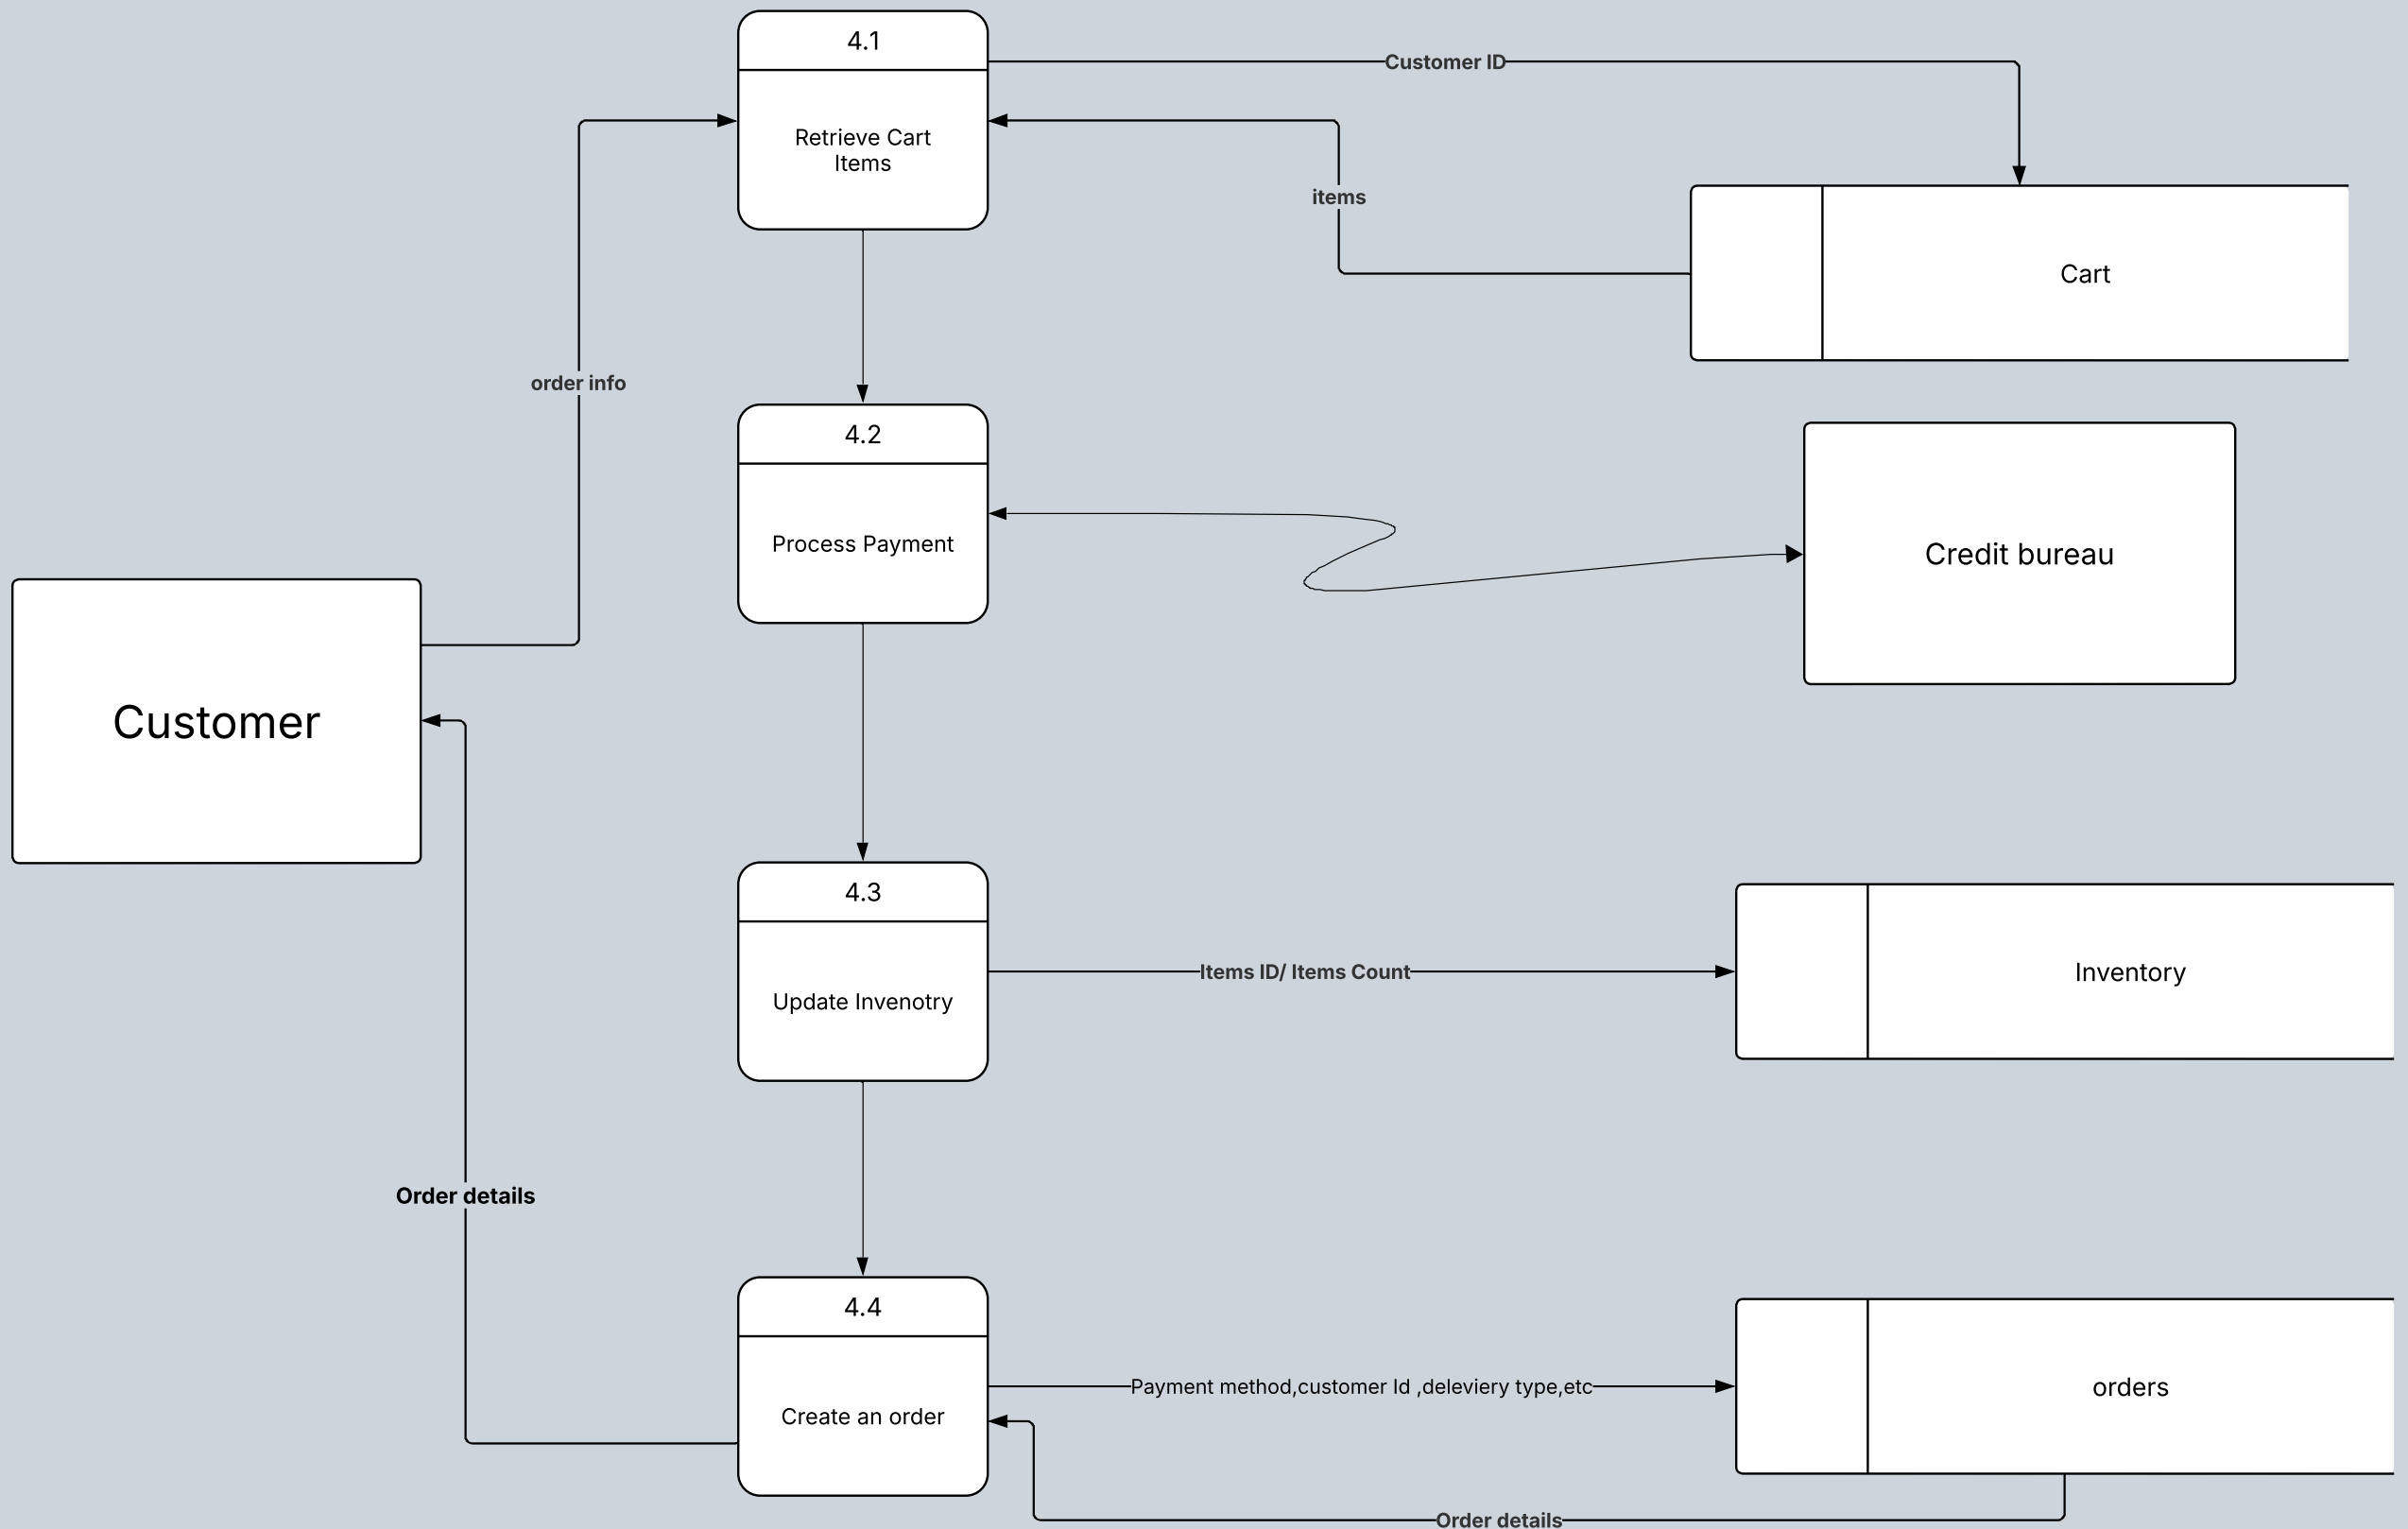 4.1
Customer ID
Retrieve Cart
Items
items
Cart
order info
4.2
Process Payment
Credit bureau
Customer
4.3
Items ID/ Items Count
Inventory
Update Invenotry
Order details
4.4
Payment method,customer Id ,deleviery type,etc
orders
Create an order
Order details